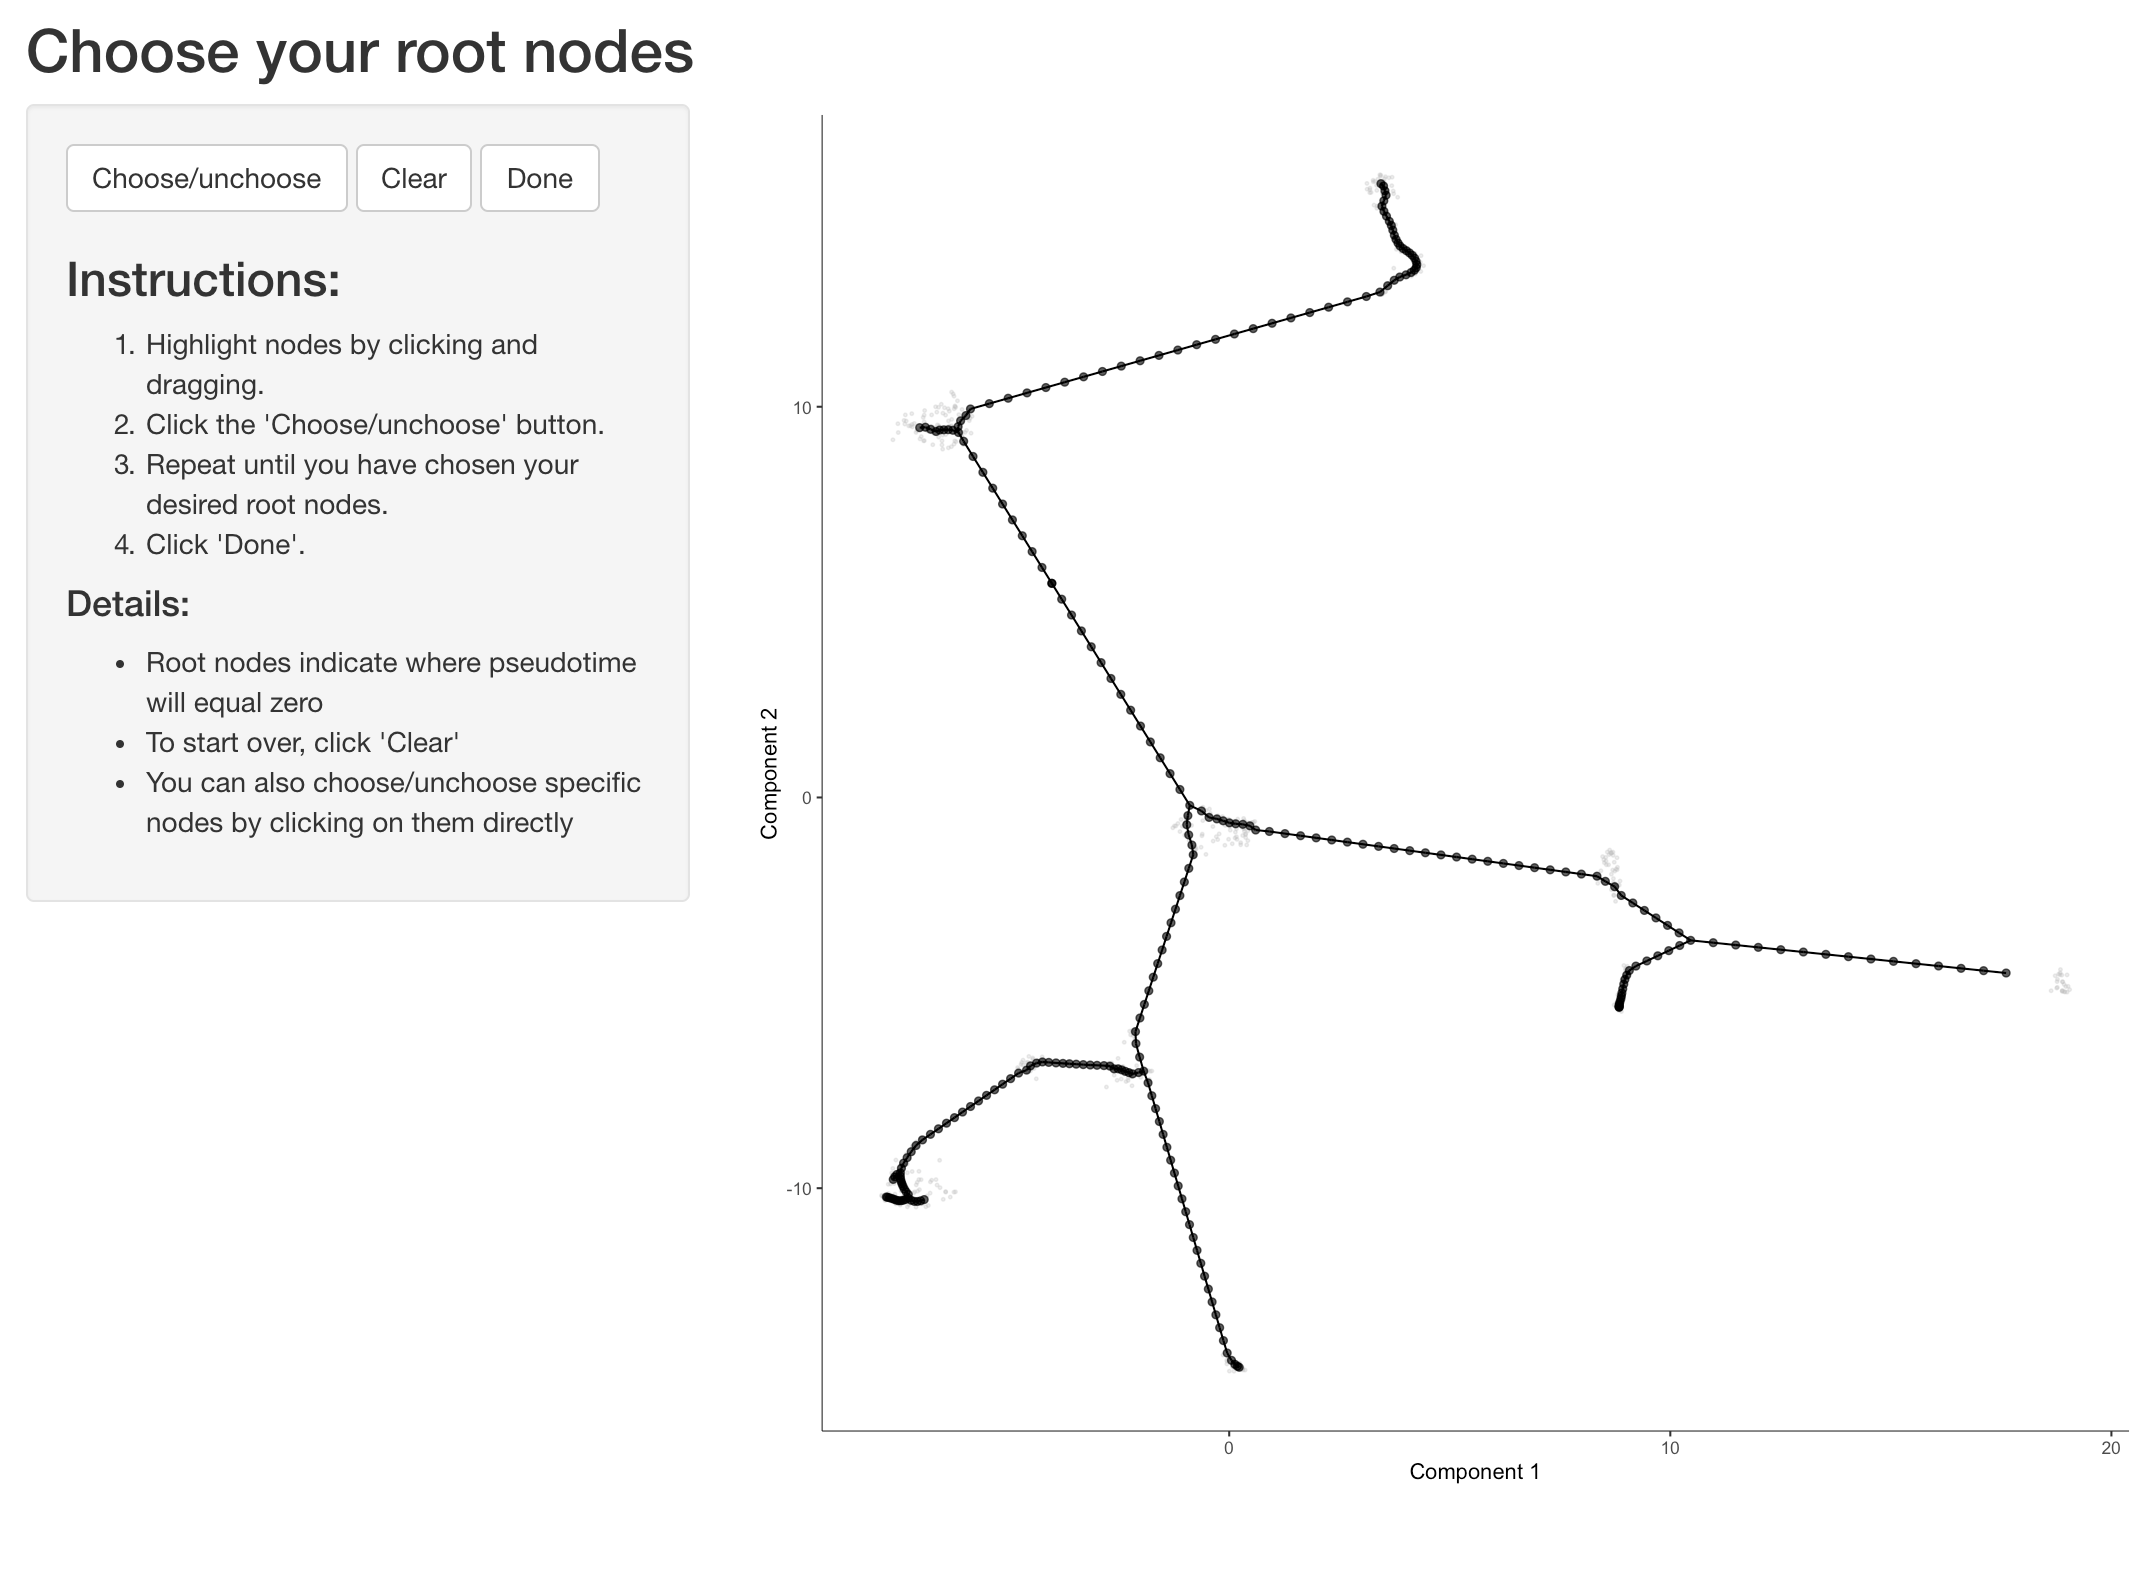 Choose your root nodes
Choose/unchoose Clear Done
Instructions:
1. Highlight nodes by clicking and
dragging.
2. Click the 'Choose/unchoose' button.
3. Repeat until you have chosen your
desired root nodes.
4. Click 'Done'.
Details:
• Root nodes indicate where pseudotime
will equal zero
• To start over, click 'Clear'
• You can also choose/unchoose specific
nodes by clicking on them directly
Component 2
10
0
-10
0 10 20
Component 1